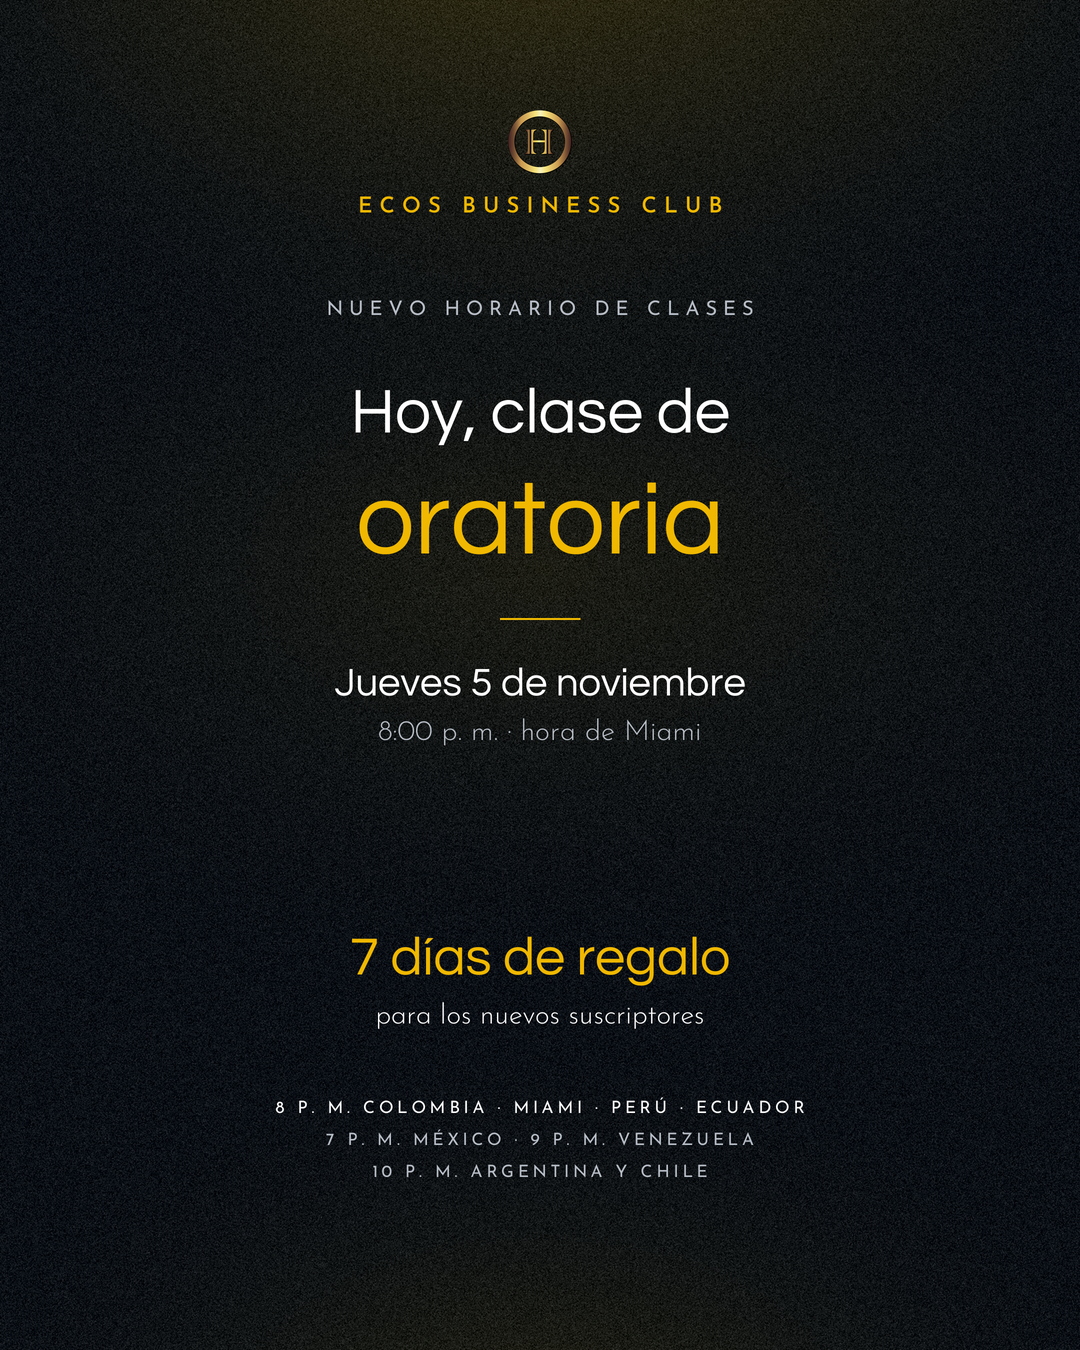 H
ECOS BUSINESS CLUB
NUEVO HORARIO DE CLASES
Hoy, clase de
oratoria
Jueves 5 de noviembre
8:00 p. m. · hora de Miami
7 días de regalo
para los nuevos suscriptores
8 P. M. COLOMBIA · MIAMI · PERÚ · ECUADOR
7 P. M. MÉXICO · 9 P. M. VENEZUELA
10 P. M. ARGENTINA Y CHILE